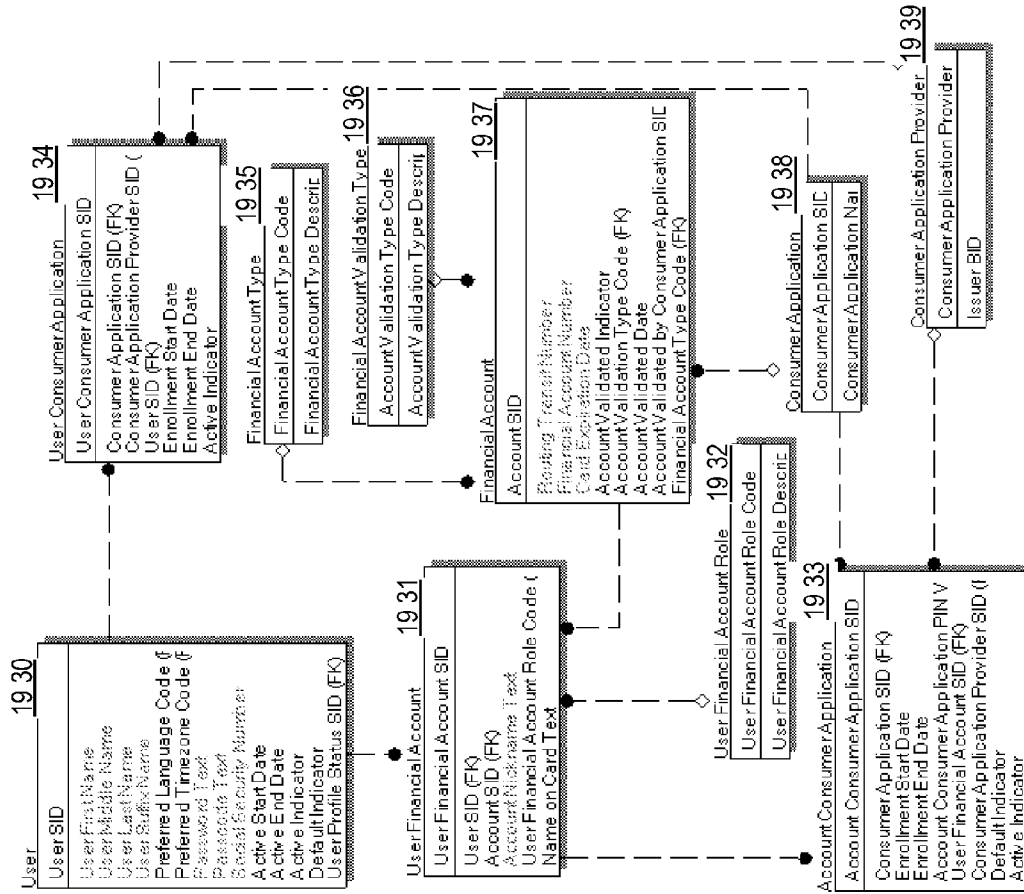 User
19 30
User SID
User First Name
User Middle Name
User Last Name
User Suffix Name
Preferred Language Code (F
Preferred Timezone Code (F
Password Text
Passcode Text
Social Security Number
Active Start Date
Active End Date
Active Indicator
Default Indicator
User Profile Status SID (FK)
User Financial Account
19 31
User Financial Account SID
User SID (FK)
Account SID (FK)
Account Nickname Text
User Financial Account Role Code (
Name on Card Text
User Financial Account Role
19 32
User Financial Account Role Code
User Financial Account Role Descrip
Account Consumer Application
19 33
Account Consumer Application SID
Consumer Application SID (FK)
Enrollment Start Date
Enrollment End Date
Account Consumer Application PIN V
User Financial Account SID (FK)
Consumer Application Provider SID (F
Default Indicator
Active Indicator
User Consumer Application
19 34
User Consumer Application SID
Consumer Application SID (FK)
Consumer Application Provider SID (
User SID (FK)
Enrollment Start Date
Enrollment End Date
Active Indicator
Financial Account Type
19 35
Financial Account Type Code
Financial Account Type Descrip
Financial Account Validation Type
19 36
Account Validation Type Code
Account Validation Type Descrip
Financial Account
19 37
Account SID
Routing Transit Number
Financial Account Number
Card Expiration Date
Account Validated Indicator
Account Validation Type Code (FK)
Account Validated Date
Account Validated by Consumer Application SID
Financial Account Type Code (FK)
Consumer Application
19 38
Consumer Application SID
Consumer Application Nar
Consumer Application Provider
19 39
Consumer Application Provider
Issuer BID